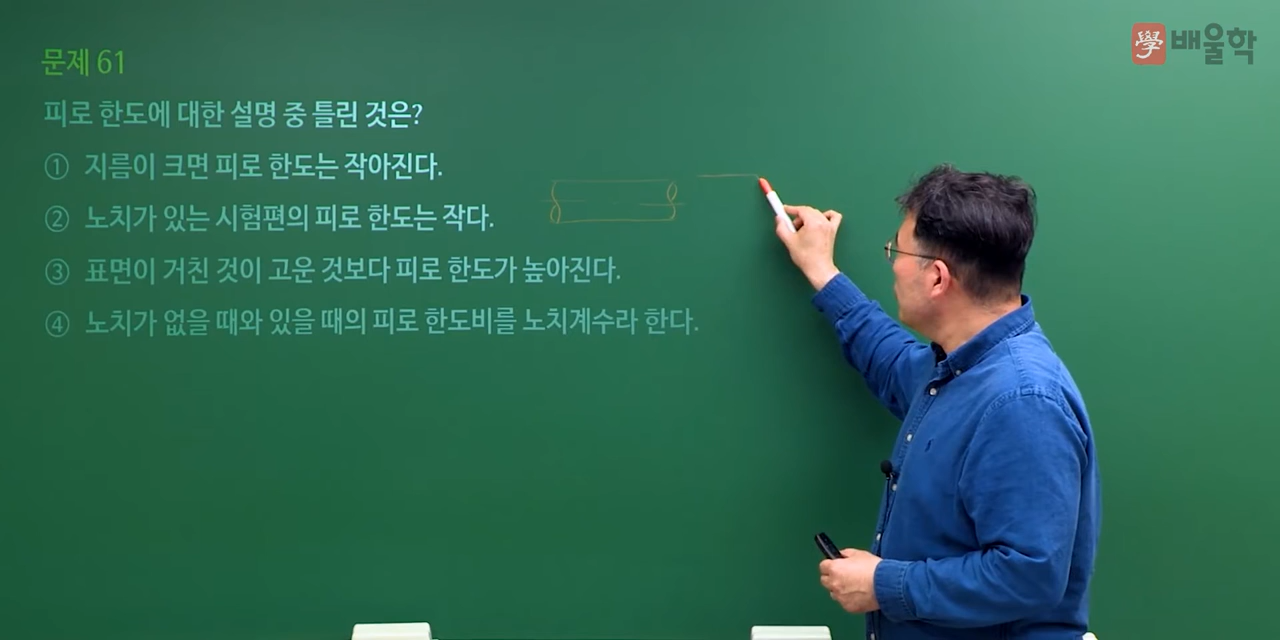 學 배울학
문제 61
피로 한도에 대한 설명 중 틀린 것은?
① 지름이 크면 피로 한도는 작아진다.
② 노치가 있는 시험편의 피로 한도는 작다.
③ 표면이 거친 것이 고운 것보다 피로 한도가 높아진다.
④ 노치가 없을 때와 있을 때의 피로 한도비를 노치계수라 한다.